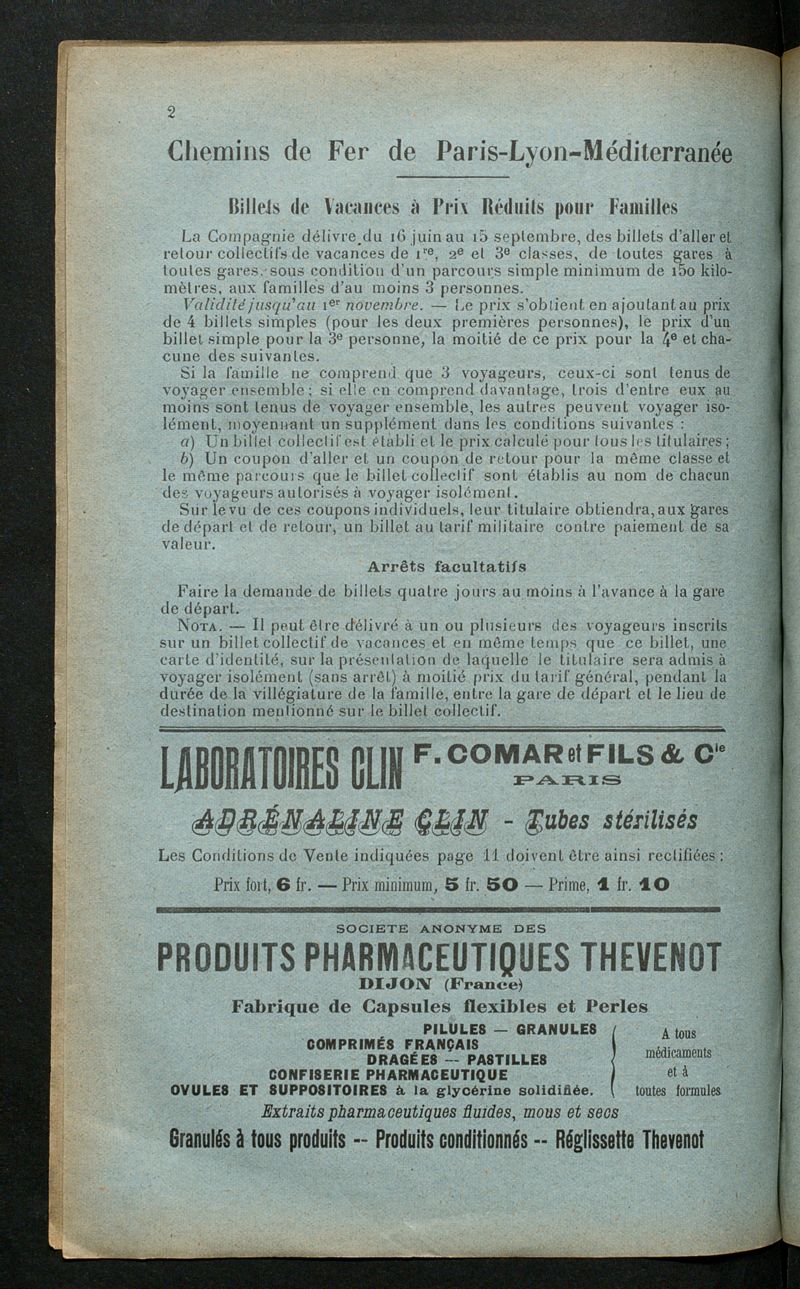 2
Chemins de Fer de Paris-Lyon-Méditerranée
Billets de Vacances à Prix Réduits pour Familles
La Compagnie délivre, du 16 juin au 15 septembre, des billets d'aller et
retour collectifs de vacances de 1re, 2e et 3e classes, de toutes gares à
toutes gares, sous condition d'un parcours simple minimum de 150 kilo-
mètres, aux familles d'au moins 3 personnes.
Validité jusqu'au 1er novembre. — Le prix s'obtient en ajoutant au prix
de 4 billets simples (pour les deux premières personnes), le prix d'un
billet simple pour la 3e personne, la moitié de ce prix pour la 4e et cha-
cune des suivantes.
Si la famille ne comprend que 3 voyageurs, ceux-ci sont tenus de
voyager ensemble; si elle en comprend davantage, trois d'entre eux au
moins sont tenus de voyager ensemble, les autres peuvent voyager iso-
lément, moyennant un supplément dans les conditions suivantes :
a) Un billet collectif est établi et le prix calculé pour tous les titulaires;
b) Un coupon d'aller et un coupon de retour pour la même classe et
le même parcours que le billet collectif sont établis au nom de chacun
des voyageurs autorisés à voyager isolément.
Sur le vu de ces coupons individuels, leur titulaire obtiendra, aux gares
de départ et de retour, un billet au tarif militaire contre paiement de sa
valeur.
Arrêts facultatifs
Faire la demande de billets quatre jours au moins à l'avance à la gare
de départ.
NOTA. — Il peut être délivré à un ou plusieurs des voyageurs inscrits
sur un billet collectif de vacances et en même temps que ce billet, une
carte d'identité, sur la présentation de laquelle le titulaire sera admis à
voyager isolément (sans arrêt) à moitié prix du tarif général, pendant la
durée de la villégiature de la famille, entre la gare de départ et le lieu de
destination mentionné sur le billet collectif.
LABORATOIRES CLIN F. COMAR et FILS & Cie
PARIS
ADRÉNALINE CLIN - Tubes stérilisés
Les Conditions de Vente indiquées page 11 doivent être ainsi rectifiées :
Prix fort, 6 fr. — Prix minimum, 5 fr. 50 — Prime, 1 fr. 10
SOCIETE ANONYME DES
PRODUITS PHARMACEUTIQUES THEVENOT
DIJON (France)
Fabrique de Capsules flexibles et Perles
PILULES — GRANULES
COMPRIMÉS FRANÇAIS
DRAGÉES — PASTILLES
CONFISERIE PHARMACEUTIQUE
OVULES ET SUPPOSITOIRES à la glycérine solidifiée.
A tous
médicaments
et à
toutes formules
Extraits pharmaceutiques fluides, mous et secs
Granulés à tous produits -- Produits conditionnés -- Réglissette Thevenot